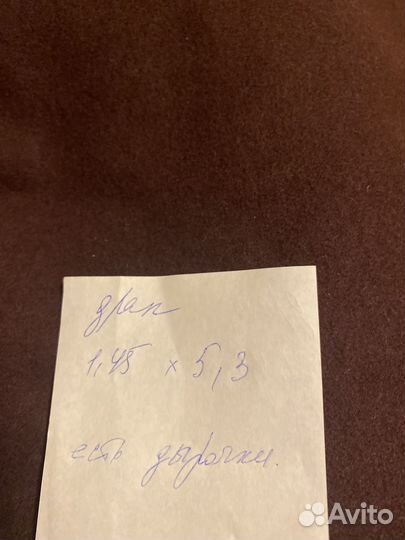 драп
1,45 x 5,3
есть дырочки.
Avito